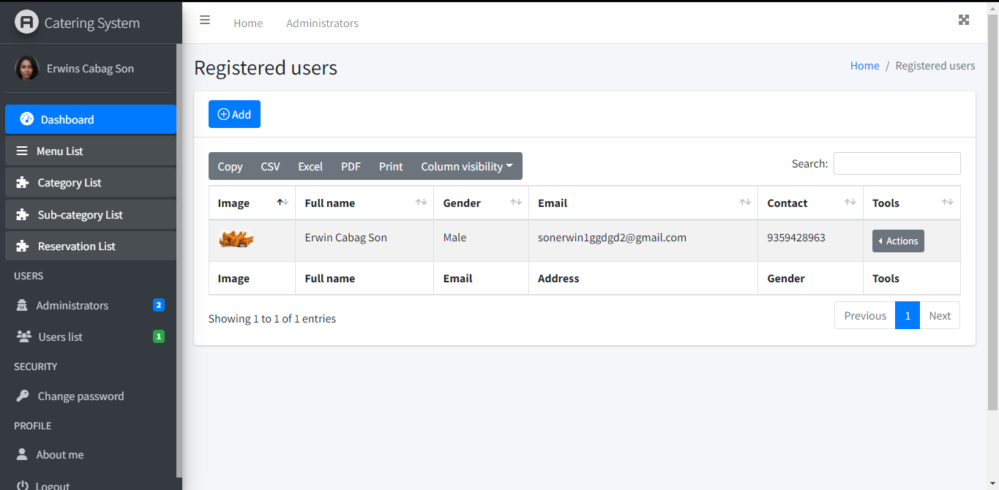 Catering System
Home Administrators
Erwins Cabag Son
Dashboard
Menu List
Category List
Sub-category List
Reservation List
USERS
Administrators 2
Users list 1
SECURITY
Change password
PROFILE
About me
Logout
Registered users
Home / Registered users
Add
Copy CSV Excel PDF Print Column visibility
Search:
Image Full name Gender Email Contact Tools
Erwin Cabag Son Male sonerwin1ggdgd2@gmail.com 9359428963 Actions
Image Full name Email Address Gender Tools
Showing 1 to 1 of 1 entries
Previous 1 Next